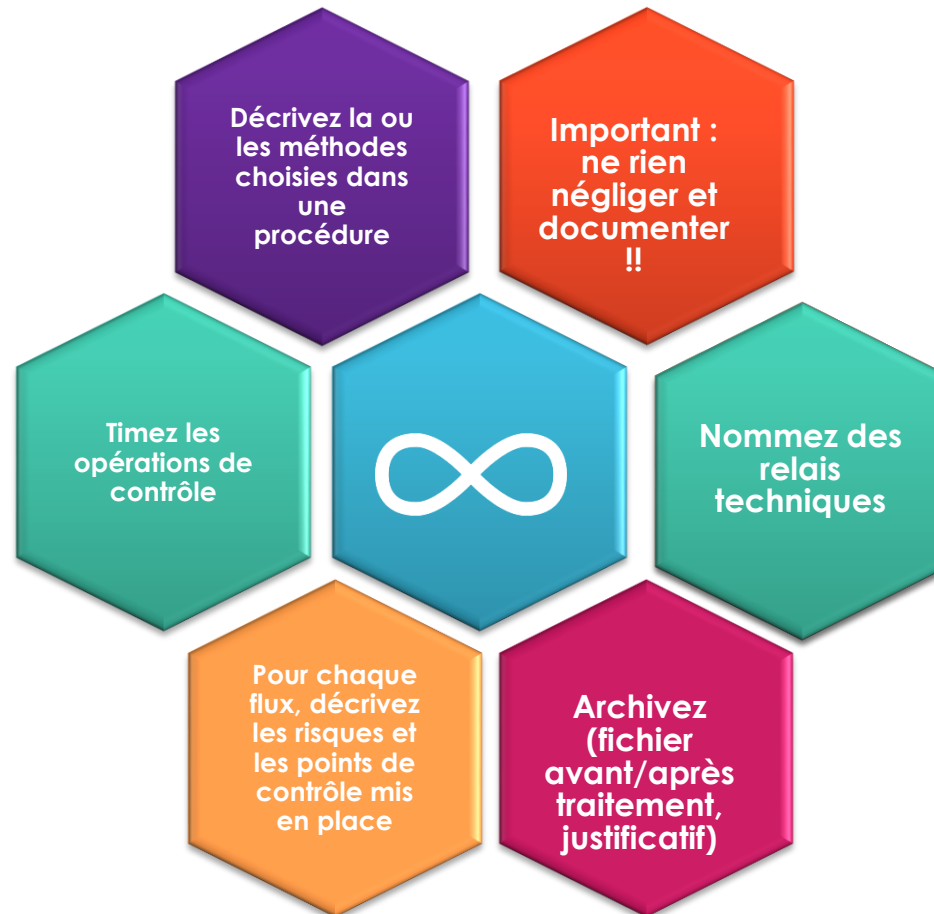 Décrivez la ou
les méthodes
choisies dans
une
procédure
Important :
ne rien
négliger et
documenter
!!
Timez les
opérations de
contrôle
Nommez des
relais
techniques
Pour chaque
flux, décrivez
les risques et
les points de
contrôle mis
en place
Archivez
(fichier
avant/après
traitement,
justificatif)